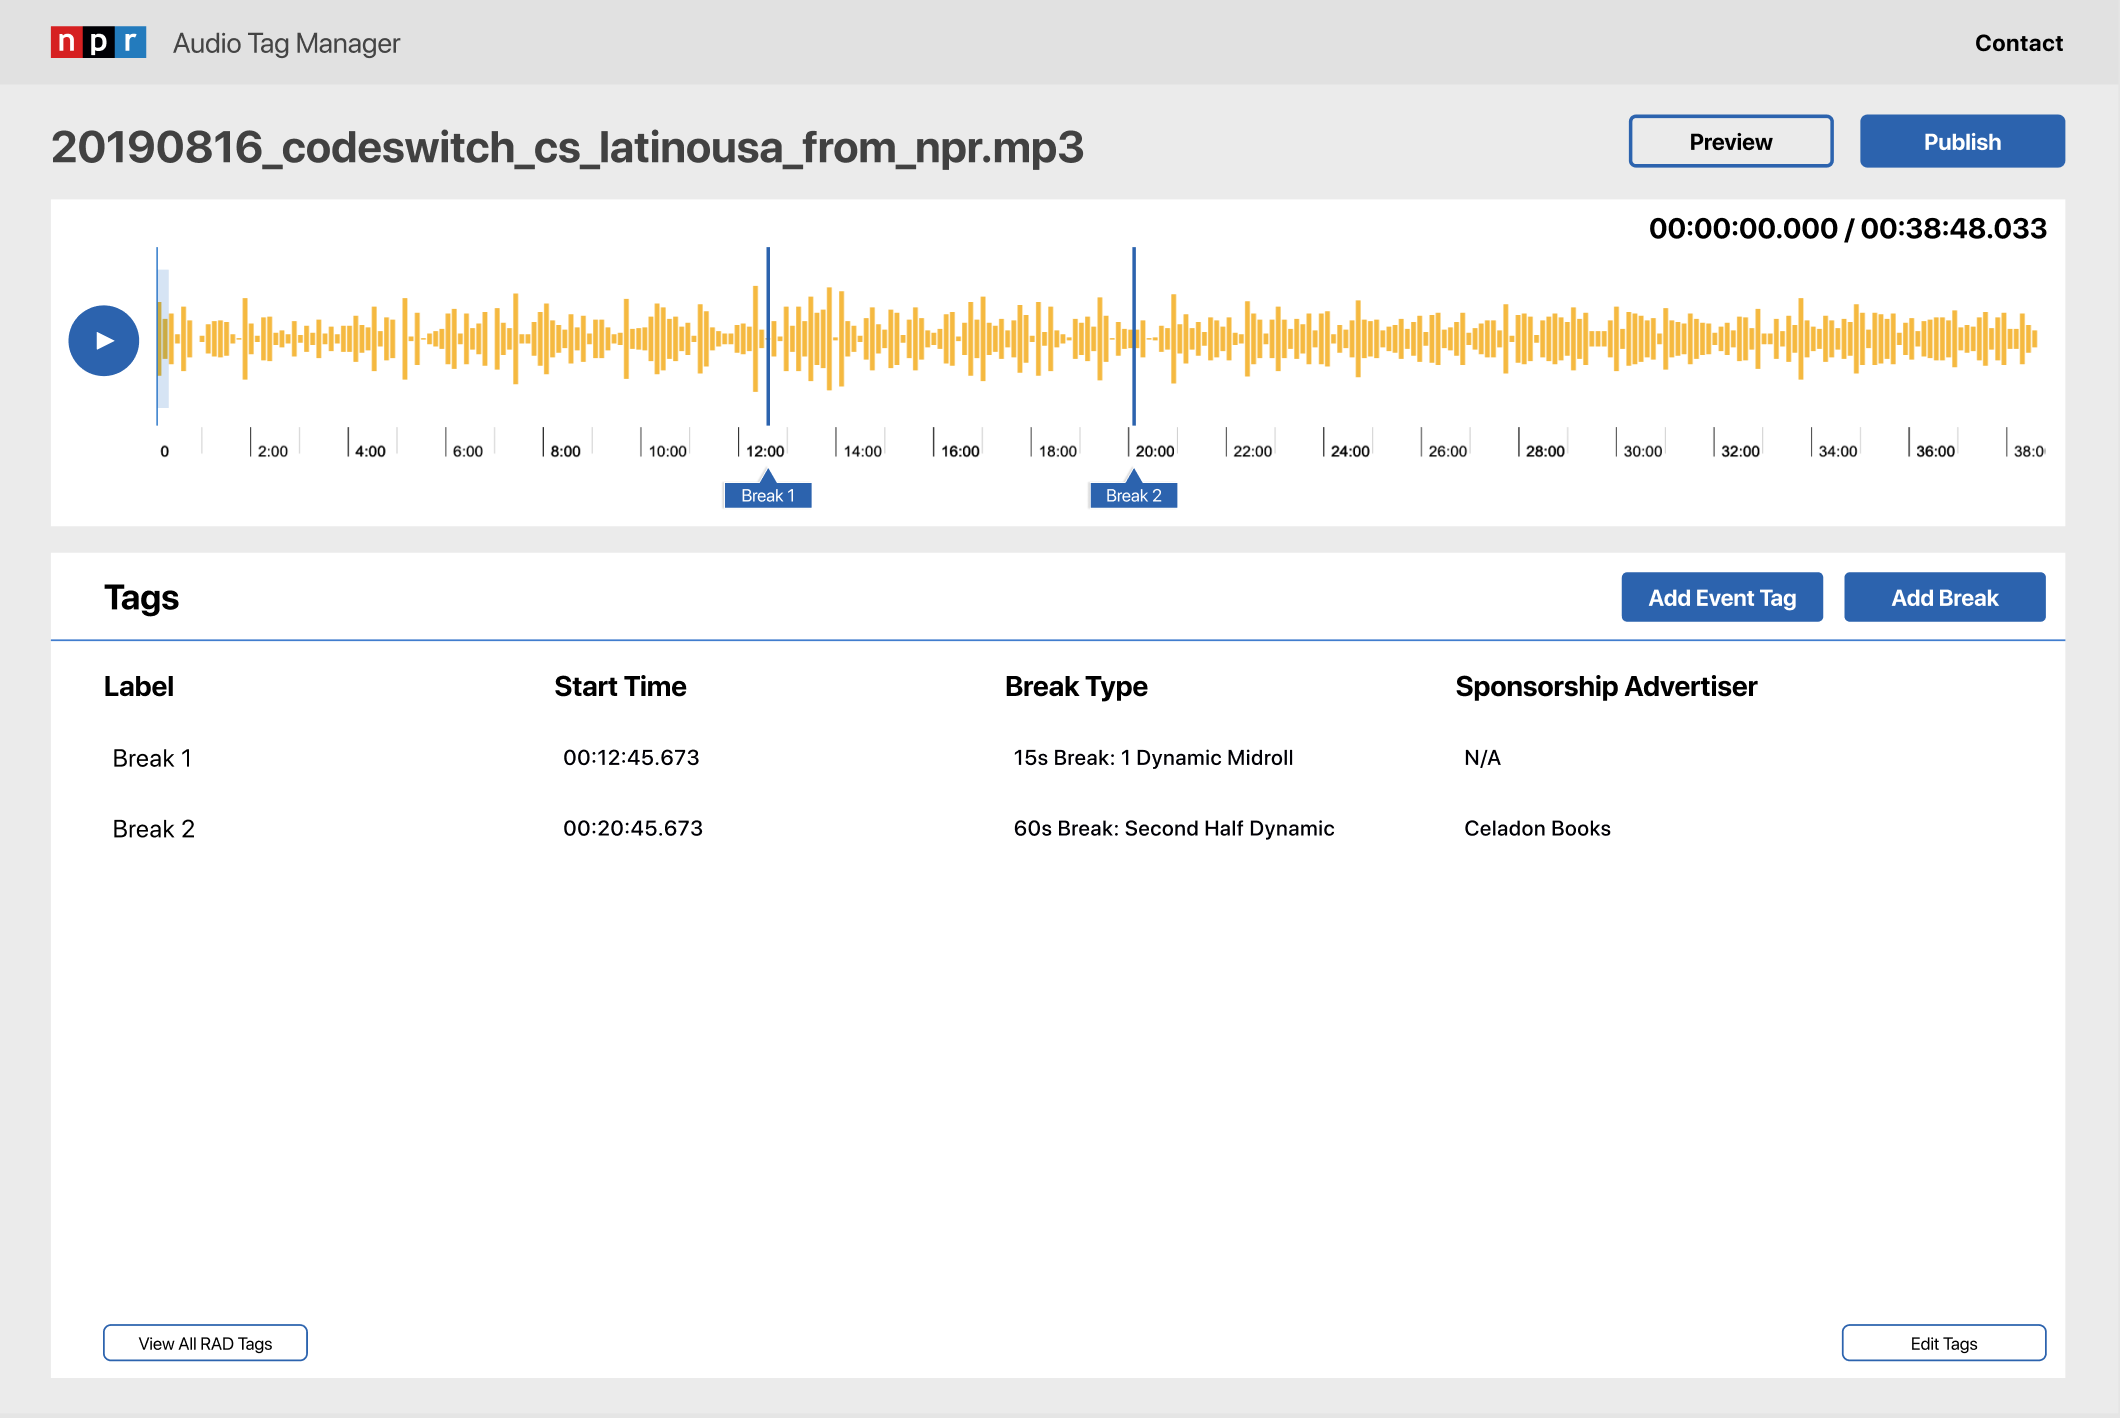 npr Audio Tag Manager Contact
20190816_codeswitch_cs_latinousa_from_npr.mp3 Preview Publish
00:00:00.000 / 00:38:48.033
0 2:00 4:00 6:00 8:00 10:00 12:00 14:00 16:00 18:00 20:00 22:00 24:00 26:00 28:00 30:00 32:00 34:00 36:00 38:0
Break 1 Break 2
Tags Add Event Tag Add Break
Label Start Time Break Type Sponsorship Advertiser
Break 1 00:12:45.673 15s Break: 1 Dynamic Midroll N/A
Break 2 00:20:45.673 60s Break: Second Half Dynamic Celadon Books
View All RAD Tags Edit Tags